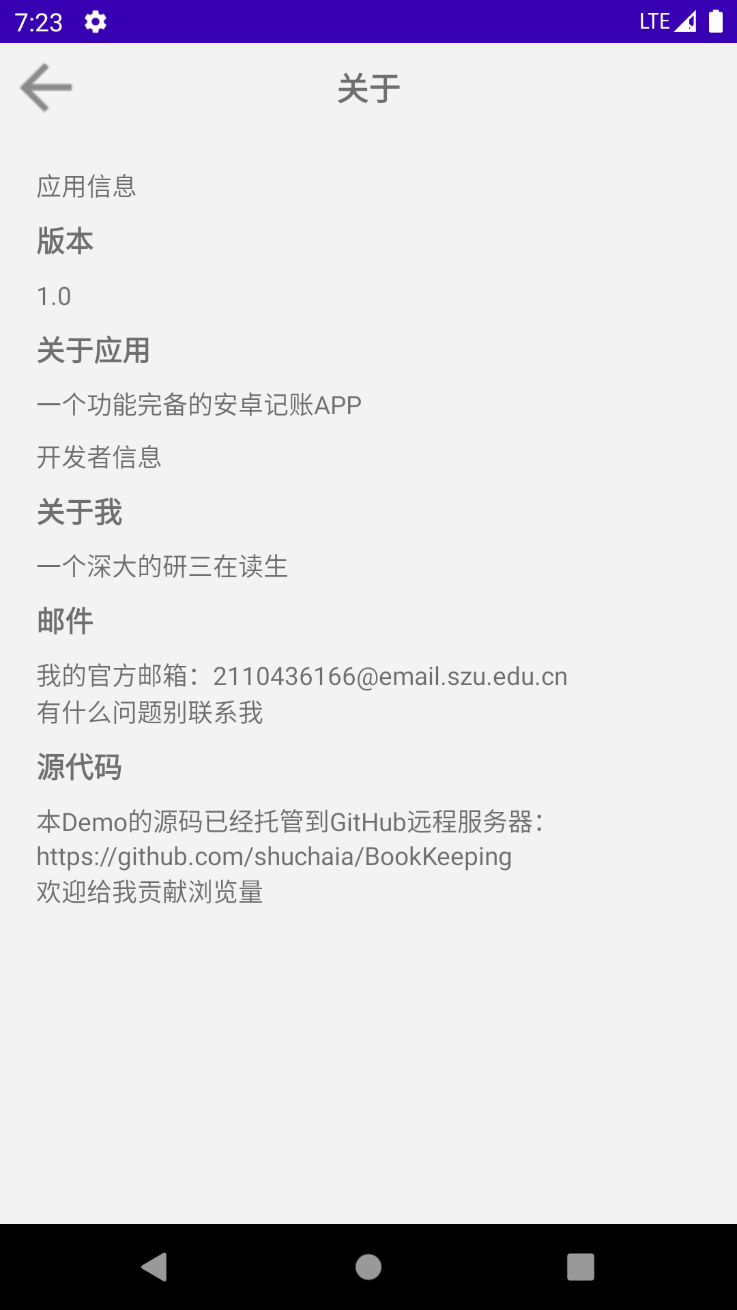 7:23
LTE
关于
应用信息
版本
1.0
关于应用
一个功能完备的安卓记账APP
开发者信息
关于我
一个深大的研三在读生
邮件
我的官方邮箱：2110436166@email.szu.edu.cn
有什么问题别联系我
源代码
本Demo的源码已经托管到GitHub远程服务器：
https://github.com/shuchaia/BookKeeping
欢迎给我贡献浏览量